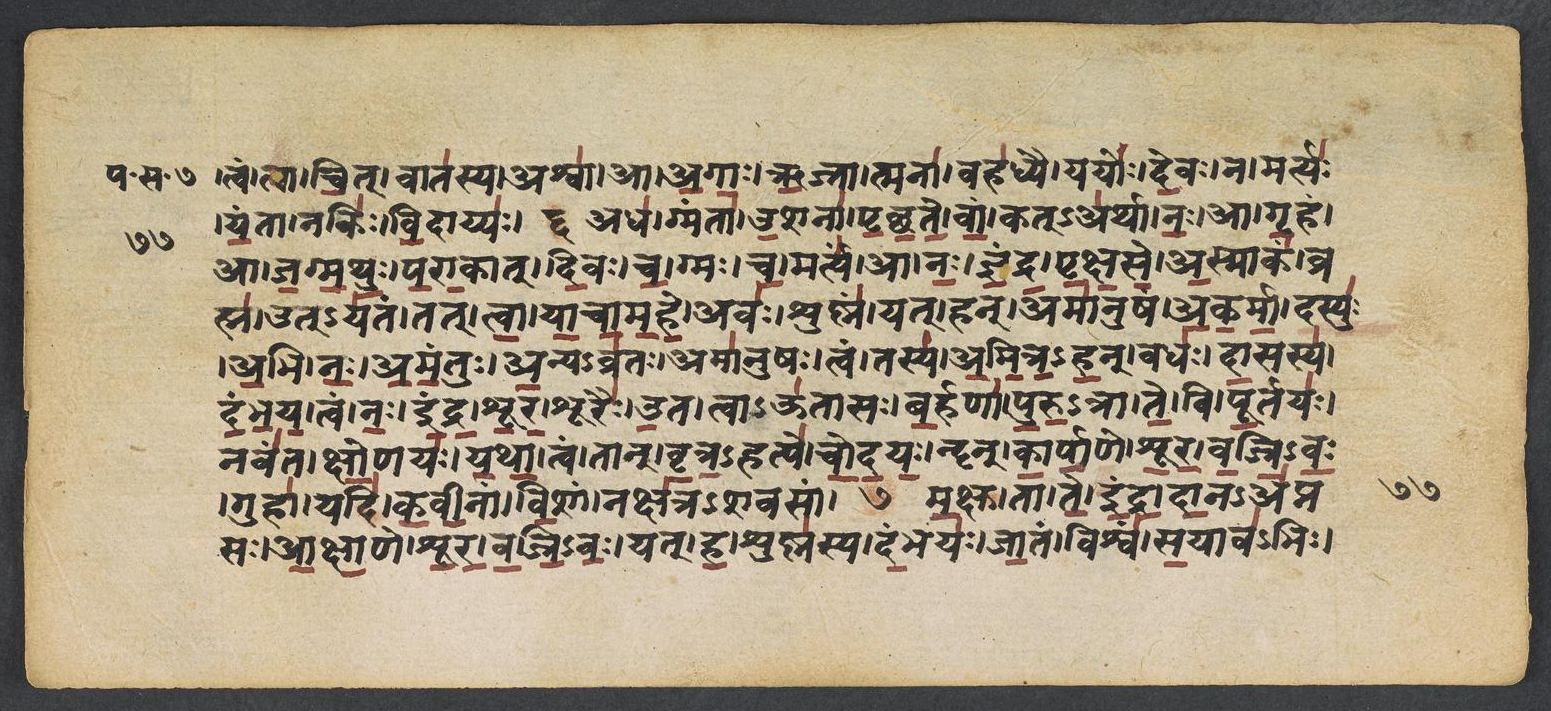 प॰स॰७ ।त्वं।त्या।चित्।वातस्य।अश्वा।आ।अगाः।ऋज्रा।त्मना।वहध्यै।ययोः।देवः।न।मर्त्यः
।यंता।नकिः।विदाय्यः। ६ अध।ग्मंता।उशना।पृच्छते।वां।कत्ऽअर्था।नः।आ।गृहं।
७७
आ।जग्मथुः।पराकात्।दिवः।च।ग्मः।च।मर्त्यं।आ।नः।इंद्र।पृक्षसे।अस्माकं।ब्र
ह्म।उत्ऽयतं।तत्।त्वा।याचामहे।अवः।शुष्णं।यत्।हन्।अमानुषं।अकर्मा।दस्युः
।अभि।नः।अमंतुः।अन्यऽव्रतः।अमानुषः।त्वं।तस्य।अमित्रऽहन्।वधः।दासस्य।
दंभय।त्वं।नः।इंद्र।शूर।शूरैः।उत।त्वाऽऊतासः।बर्हणा।पुरुऽत्रा।ते।वि।पूर्तयः।
नवंत।क्षोणयः।यथा।त्वं।तान्।वृत्रऽहत्ये।चोदयः।नॄन्।कार्पाणे।शूर।वज्रिऽवः
।गुहा।यदि।कवीनां।विशां।नक्षत्रऽशवसां। ७ मक्षू।ता।ते।इंद्र।दानऽअप्न
७७
सः।आक्षाणे।शूर।वज्रिऽवः।यत्।ह।शुष्णस्य।दंभयः।जातं।विश्वं।सयावऽभिः।